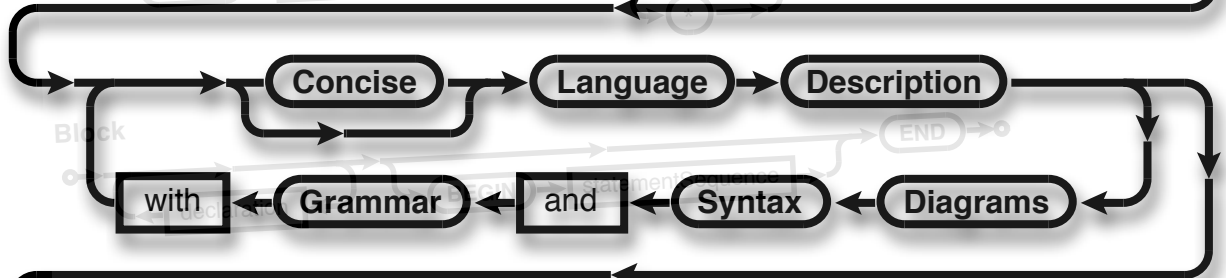 Concise Language Description
Block
END
BEGIN statementSequence
with Grammar and Syntax Diagrams
declaration
*